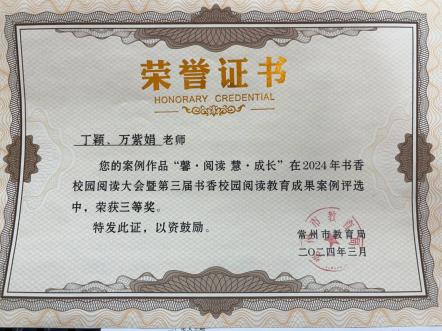 荣誉证书
HONORARY CREDENTIAL
丁颖、万紫娟 老师
您的案例作品“馨·阅读 慧·成长”在2024年书香
校园阅读大会暨第三届书香校园阅读教育成果案例评选
中，荣获三等奖。
特发此证，以资鼓励。
常州市教育局
二〇二四年三月